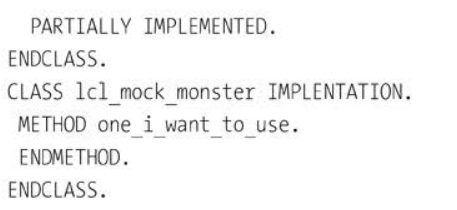 PARTIALLY IMPLEMENTED.
ENDCLASS.
CLASS lcl_mock_monster IMPLENTATION.
METHOD one_i_want_to_use.
ENDMETHOD.
ENDCLASS.